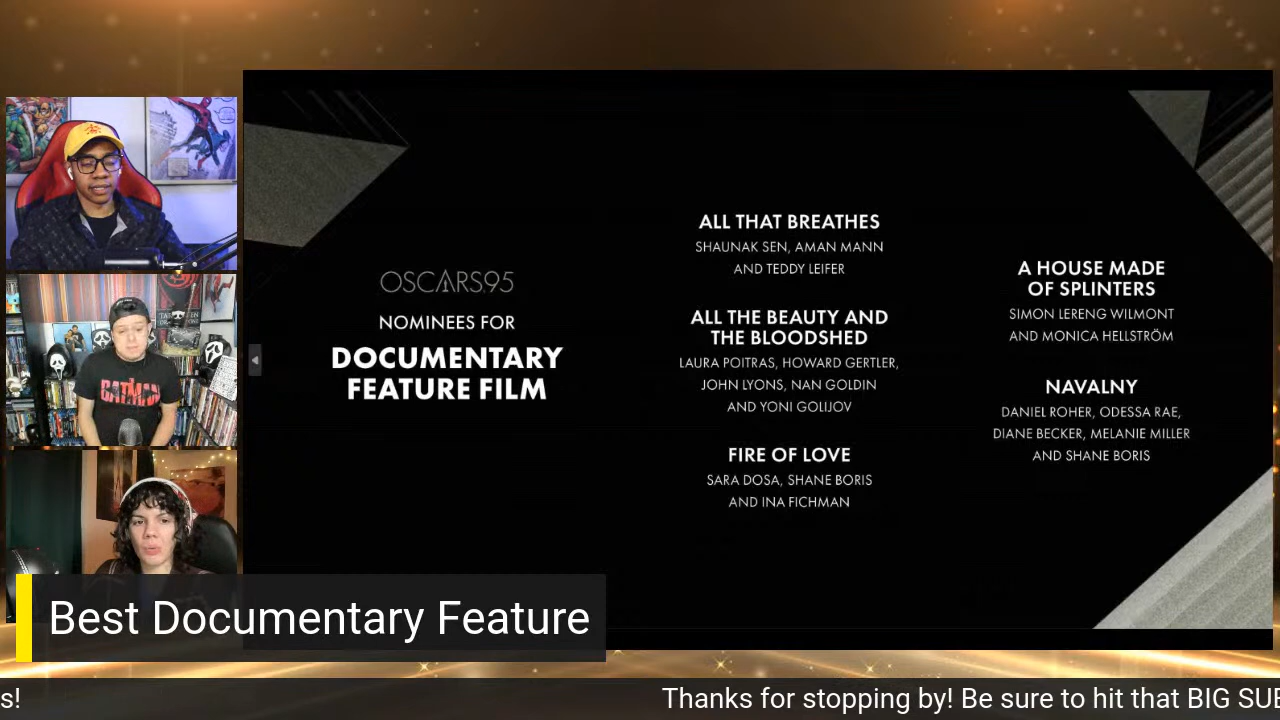 OSCARS95
NOMINEES FOR
DOCUMENTARY
FEATURE FILM
ALL THAT BREATHES
SHAUNAK SEN, AMAN MANN
AND TEDDY LEIFER
ALL THE BEAUTY AND
THE BLOODSHED
LAURA POITRAS, HOWARD GERTLER,
JOHN LYONS, NAN GOLDIN
AND YONI GOLIJOV
FIRE OF LOVE
SARA DOSA, SHANE BORIS
AND INA FICHMAN
A HOUSE MADE
OF SPLINTERS
SIMON LERENG WILMONT
AND MONICA HELLSTRÖM
NAVALNY
DANIEL ROHER, ODESSA RAE,
DIANE BECKER, MELANIE MILLER
AND SHANE BORIS
BATMAN
Best Documentary Feature
s! Thanks for stopping by! Be sure to hit that BIG SUB